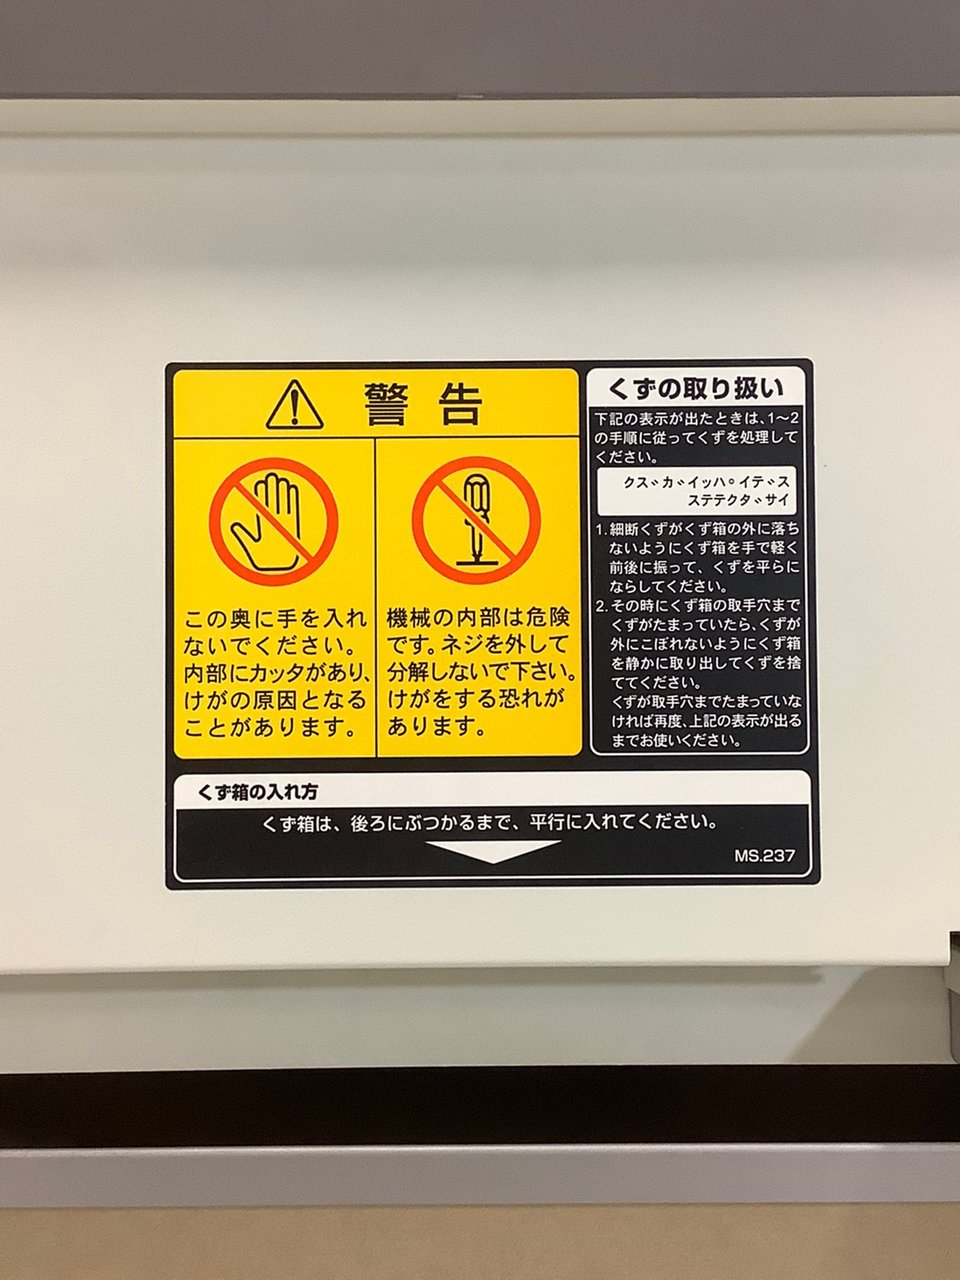 警告
この奥に手を入れ
ないでください。
内部にカッタがあり、
けがの原因となる
ことがあります。
機械の内部は危険
です。ネジを外して
分解しないで下さい。
けがをする恐れが
あります。
くずの取り扱い
下記の表示が出たときは、1～2
の手順に従ってくずを処理して
ください。
クス゛カ゛イッハ゜イテ゛ス
ステテクタ゛サイ
1. 細断くずがくず箱の外に落ち
ないようにくず箱を手で軽く
前後に振って、くずを平らに
ならしてください。
2. その時にくず箱の取手穴まで
くずがたまっていたら、くずが
外にこぼれないようにくず箱
を静かに取り出してくずを捨
ててください。
くずが取手穴までたまっていな
ければ再度、上記の表示が出る
までお使いください。
くず箱の入れ方
くず箱は、後ろにぶつかるまで、平行に入れてください。
MS.237